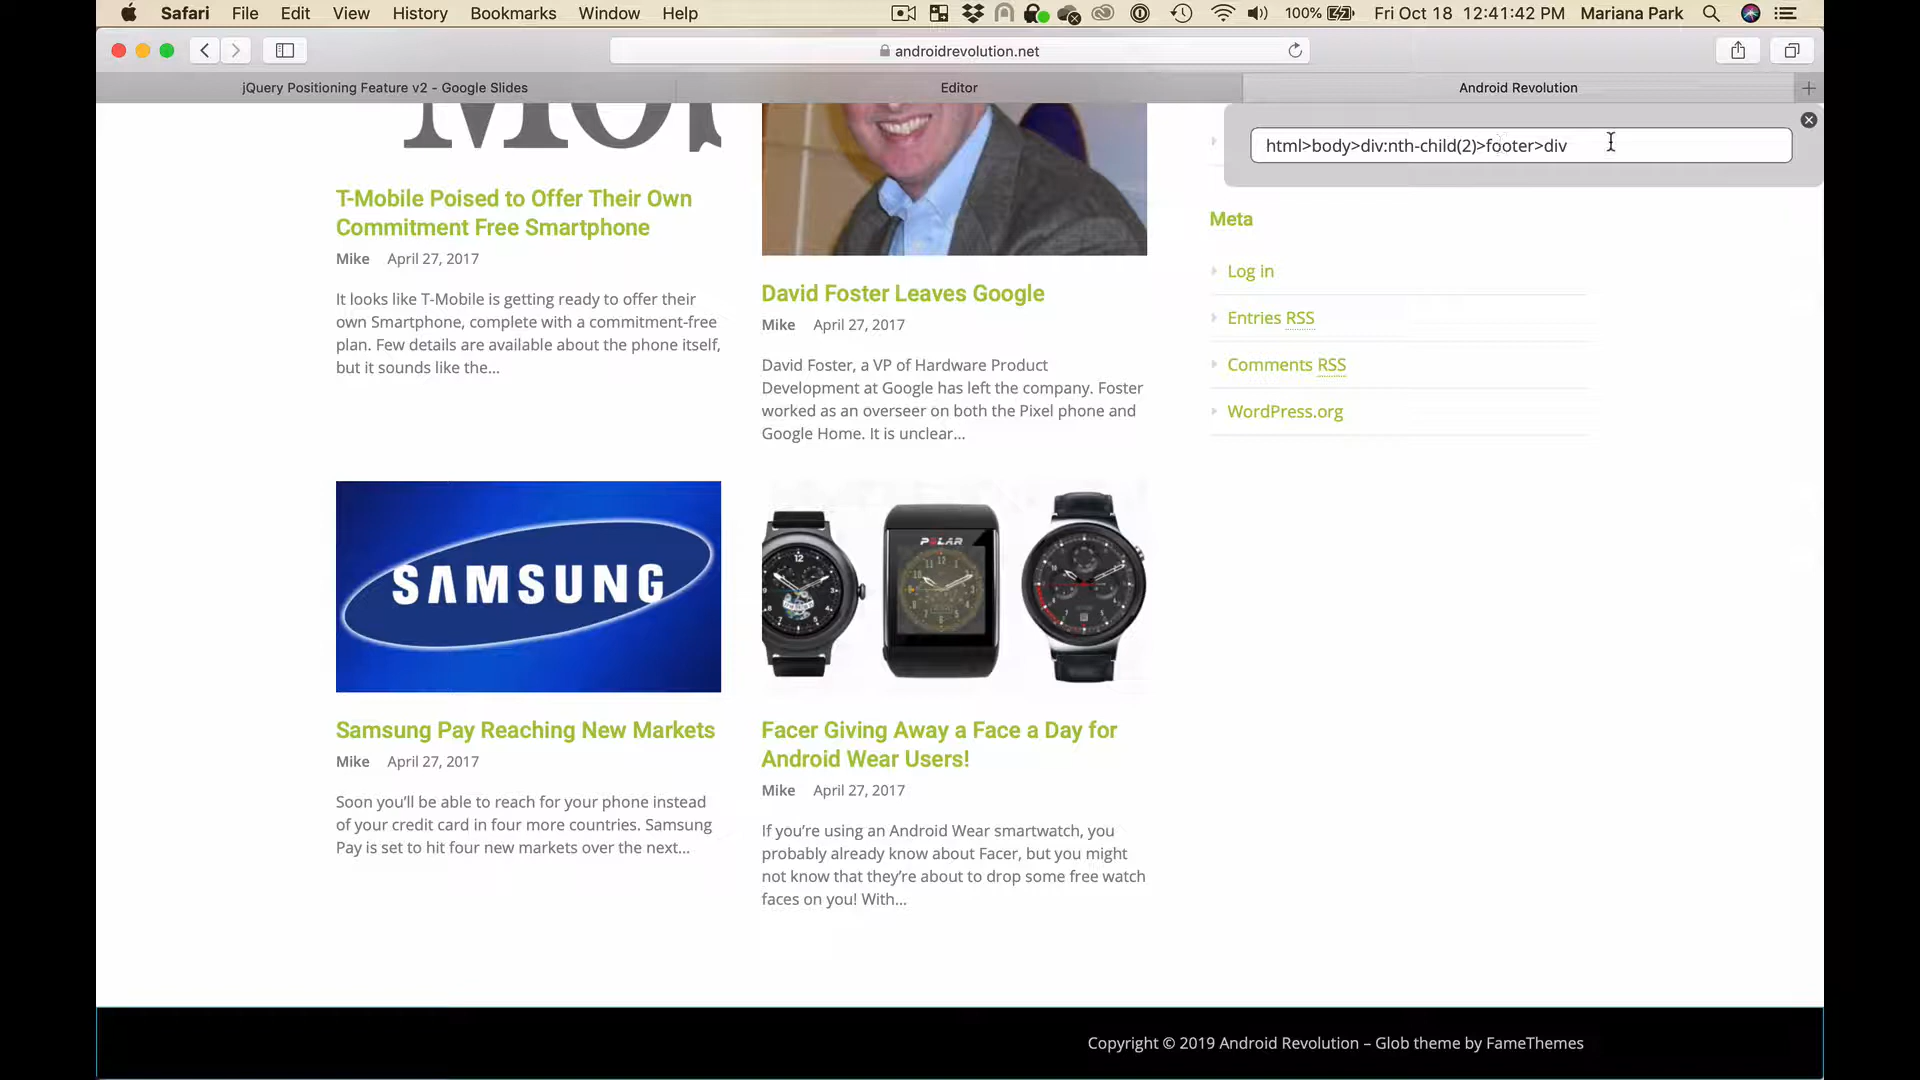 Safari File Edit View History Bookmarks Window Help 100% Fri Oct 18 12:41:42 PM Mariana Park
androidrevolution.net
jQuery Positioning Feature v2 - Google Slides Editor Android Revolution
html>body>div:nth-child(2)>footer>div
T-Mobile Poised to Offer Their Own
Commitment Free Smartphone
Mike April 27, 2017
It looks like T-Mobile is getting ready to offer their
own Smartphone, complete with a commitment-free
plan. Few details are available about the phone itself,
but it sounds like the...
David Foster Leaves Google
Mike April 27, 2017
David Foster, a VP of Hardware Product
Development at Google has left the company. Foster
worked as an overseer on both the Pixel phone and
Google Home. It is unclear...
SAMSUNG
Samsung Pay Reaching New Markets
Mike April 27, 2017
Soon you’ll be able to reach for your phone instead
of your credit card in four more countries. Samsung
Pay is set to hit four new markets over the next...
POLAR
Facer Giving Away a Face a Day for
Android Wear Users!
Mike April 27, 2017
If you’re using an Android Wear smartwatch, you
probably already know about Facer, but you might
not know that they’re about to drop some free watch
faces on you! With...
Meta
Log in
Entries RSS
Comments RSS
WordPress.org
Copyright © 2019 Android Revolution – Glob theme by FameThemes